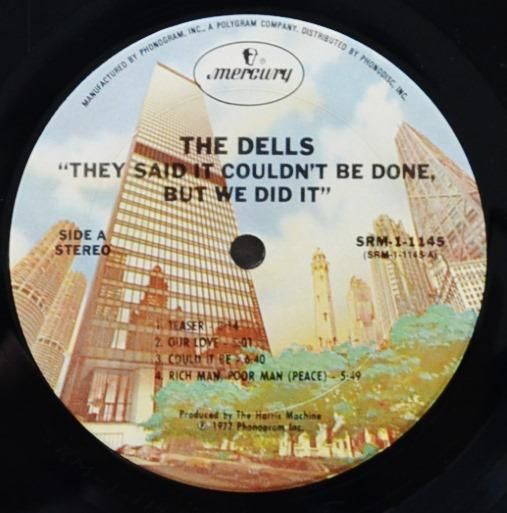 MANUFACTURED BY PHONOGRAM, INC., A POLYGRAM COMPANY, DISTRIBUTED BY PHONODISC, INC.
mercury
THE DELLS
"THEY SAID IT COULDN'T BE DONE,
BUT WE DID IT"
SIDE A
STEREO
SRM-1-1145
(SRM-1-1145-A)
1. TEASER -
2. OUR LOVE -
3. COULD IT BE - 6:40
4. RICH MAN, POOR MAN (PEACE) - 5:49
Produced by The Harris Machine
℗ 1977 Phonogram Inc.